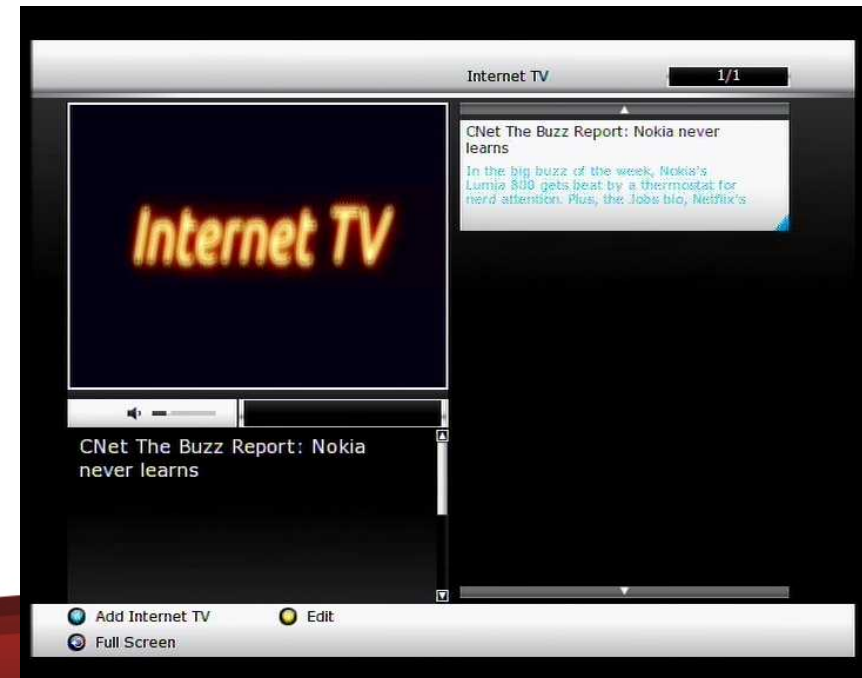 Internet TV
1/1
Internet TV
CNet The Buzz Report: Nokia never
learns
In the big buzz of the week, Nokia's
Lumia 800 gets beat by a thermostat for
nerd attention. Plus, the Jobs bio, Netflix's
CNet The Buzz Report: Nokia
never learns
Add Internet TV
Edit
Full Screen